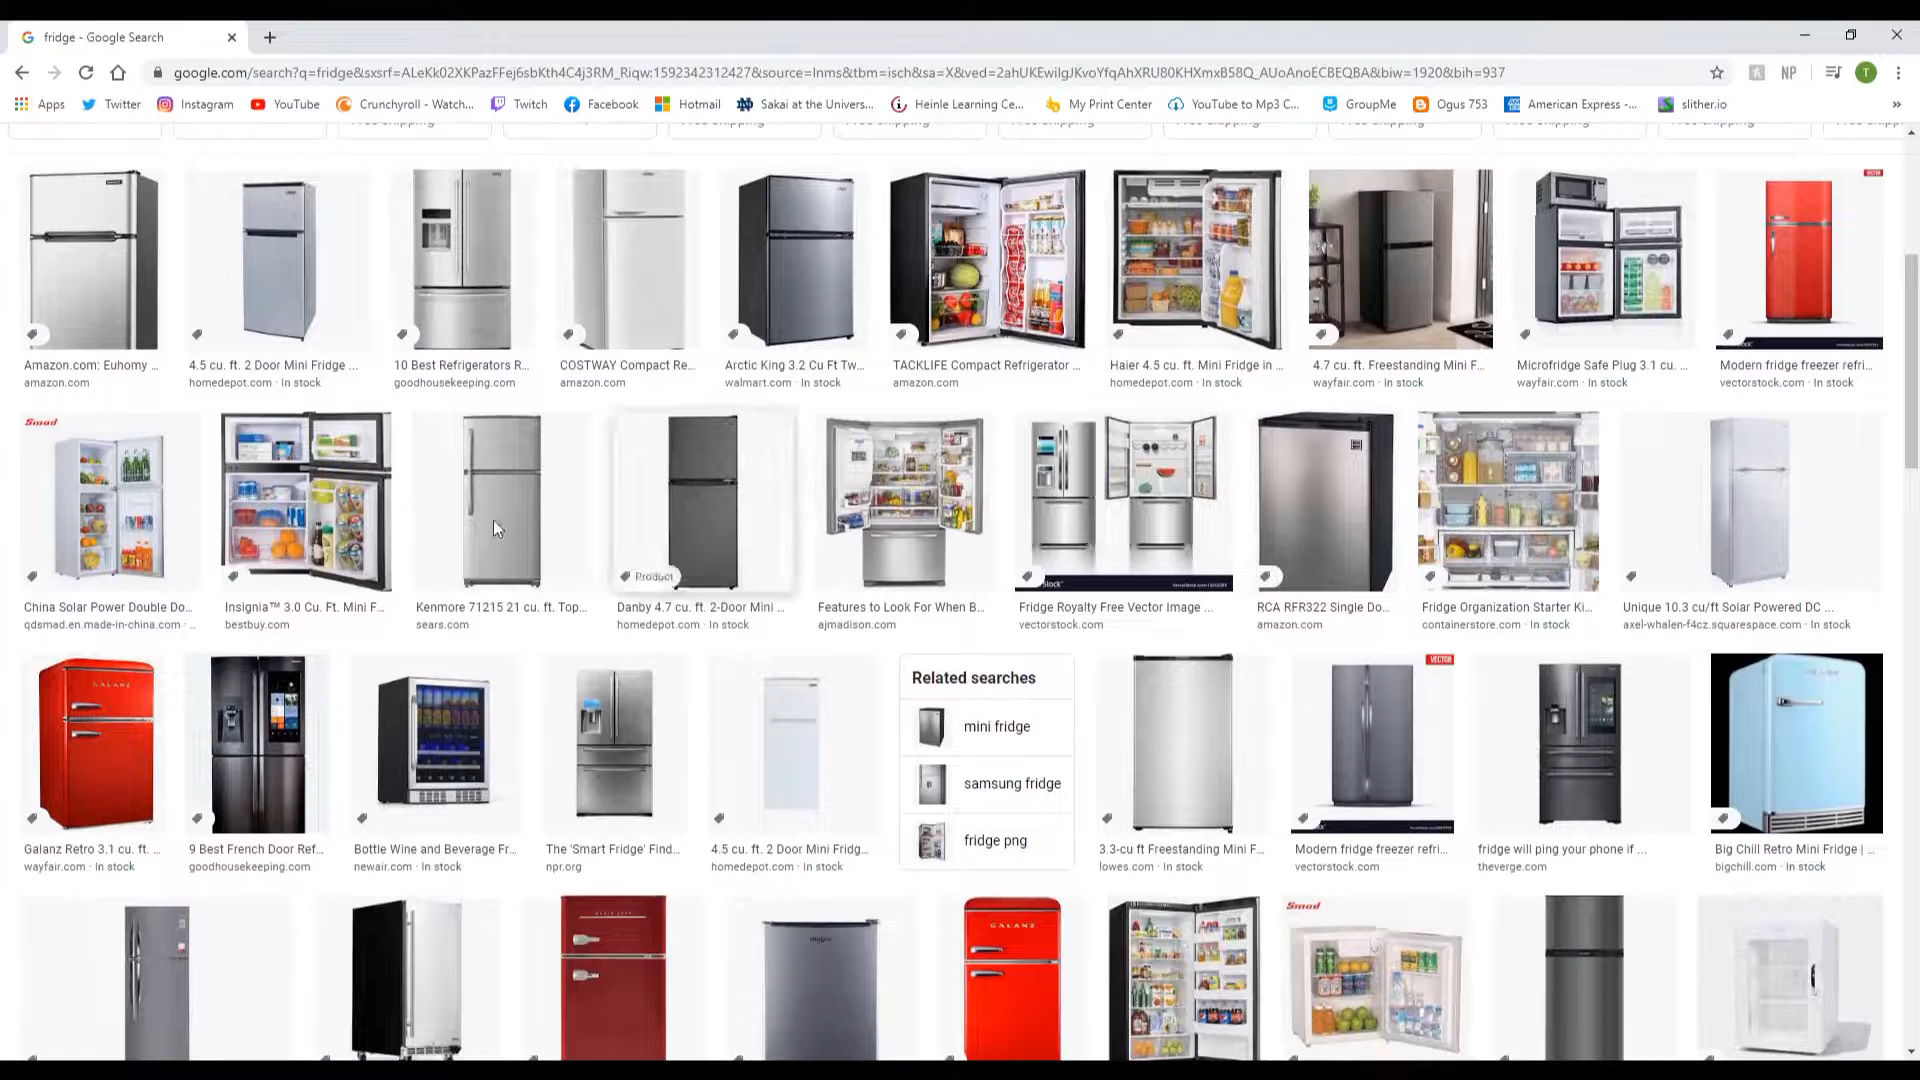 fridge - Google Search
google.com/search?q=fridge&sxsrf=ALeKk02XKPazFFej6sbKth4C4j3RM_Riqw:1592342312427&source=lnms&tbm=isch&sa=X&ved=2ahUKEwilgJKvoYfqAhXRU80KHXmxB58Q_AUoAnoECBEQBA&biw=1920&bih=937
NP
T
Apps
Twitter
Instagram
YouTube
Crunchyroll - Watch...
Twitch
Facebook
Hotmail
Sakai at the Univers...
Heinle Learning Ce...
My Print Center
YouTube to Mp3 C...
GroupMe
Ogus 753
American Express -...
slither.io
»
VECTOR
Amazon.com: Euhomy ...
amazon.com
4.5 cu. ft. 2 Door Mini Fridge ...
homedepot.com · In stock
10 Best Refrigerators R...
goodhousekeeping.com
COSTWAY Compact Re...
amazon.com
Arctic King 3.2 Cu Ft Tw...
walmart.com · In stock
TACKLIFE Compact Refrigerator ...
amazon.com
Haier 4.5 cu. ft. Mini Fridge in ...
homedepot.com · In stock
4.7 cu. ft. Freestanding Mini F...
wayfair.com · In stock
Microfridge Safe Plug 3.1 cu. ...
wayfair.com · In stock
Modern fridge freezer refri...
vectorstock.com · In stock
Smad
Product
China Solar Power Double Do...
qdsmad.en.made-in-china.com · ...
Insignia™ 3.0 Cu. Ft. Mini F...
bestbuy.com
Kenmore 71215 21 cu. ft. Top...
sears.com
Danby 4.7 cu. ft. 2-Door Mini ...
homedepot.com · In stock
Features to Look For When B...
ajmadison.com
Fridge Royalty Free Vector Image ...
vectorstock.com
RCA RFR322 Single Do...
amazon.com
Fridge Organization Starter Ki...
containerstore.com · In stock
Unique 10.3 cu/ft Solar Powered DC ...
axel-whalen-f4cz.squarespace.com · In stock
GALANZ
Related searches
mini fridge
samsung fridge
fridge png
VECTOR
Galanz Retro 3.1 cu. ft. ...
wayfair.com · In stock
9 Best French Door Ref...
goodhousekeeping.com
Bottle Wine and Beverage Fr...
newair.com · In stock
The 'Smart Fridge' Find...
npr.org
4.5 cu. ft. 2 Door Mini Fridg...
homedepot.com · In stock
3.3-cu ft Freestanding Mini F...
lowes.com · In stock
Modern fridge freezer refri...
vectorstock.com
fridge will ping your phone if ...
theverge.com
Big Chill Retro Mini Fridge | ...
bigchill.com · In stock
GALANZ
Smad